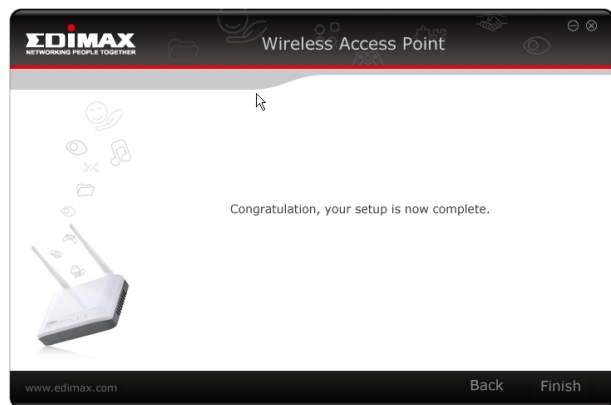 EDIMAX
NETWORKING PEOPLE TOGETHER
Wireless Access Point
Congratulation, your setup is now complete.
www.edimax.com
Back
Finish